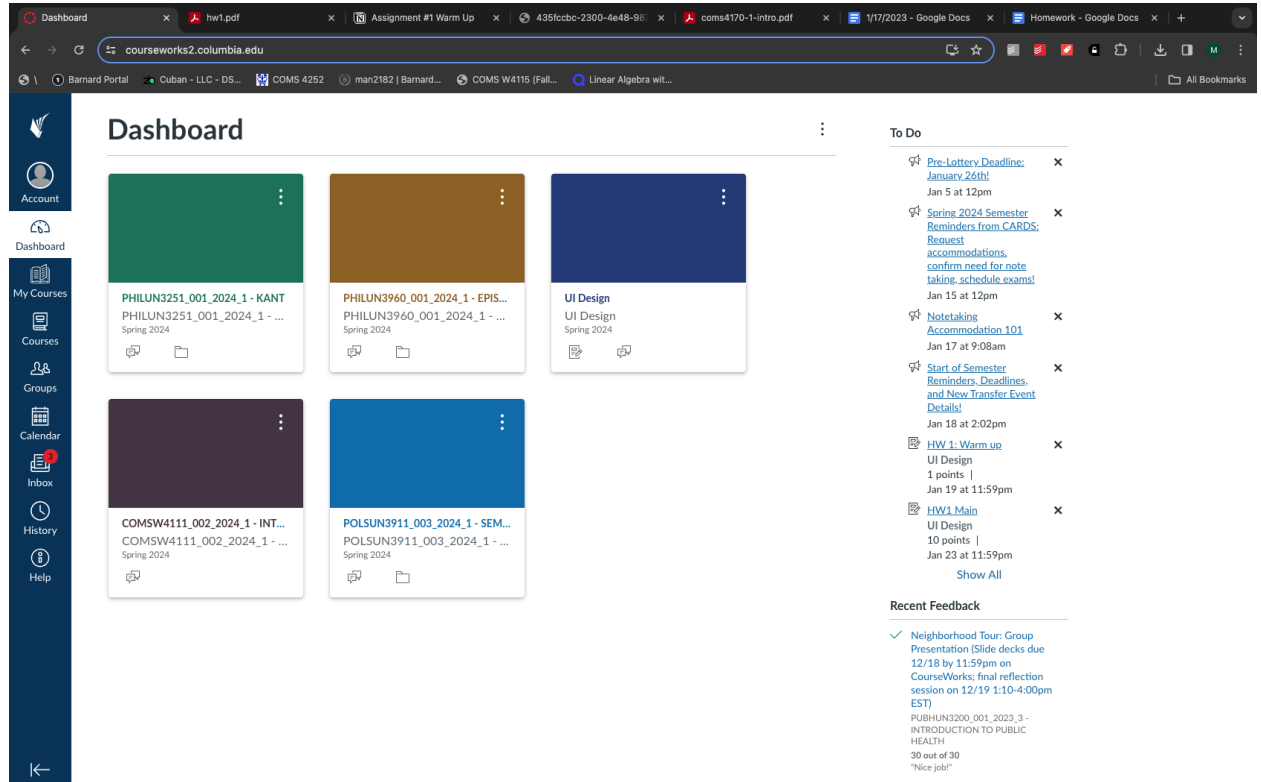 Dashboard
hw1.pdf
Assignment #1 Warm Up
435fccbc-2300-4e48-98
coms4170-1-intro.pdf
1/17/2023 - Google Docs
Homework - Google Docs
courseworks2.columbia.edu
M
\
Barnard Portal
Cuban - LLC - DS...
COMS 4252
man2182 | Barnard...
COMS W4115 (Fall...
Linear Algebra wit...
All Bookmarks
Account
Dashboard
My Courses
Courses
Groups
Calendar
3
Inbox
History
Help
Dashboard
PHILUN3251_001_2024_1 - KANT
PHILUN3251_001_2024_1 - ...
Spring 2024
PHILUN3960_001_2024_1 - EPIS...
PHILUN3960_001_2024_1 - ...
Spring 2024
UI Design
UI Design
Spring 2024
COMSW4111_002_2024_1 - INT...
COMSW4111_002_2024_1 - ...
Spring 2024
POLSUN3911_003_2024_1 - SEM...
POLSUN3911_003_2024_1 - ...
Spring 2024
To Do
Pre-Lottery Deadline:
January 26th!
Jan 5 at 12pm
Spring 2024 Semester
Reminders from CARDS:
Request
accommodations,
confirm need for note
taking, schedule exams!
Jan 15 at 12pm
Notetaking
Accommodation 101
Jan 17 at 9:08am
Start of Semester
Reminders, Deadlines,
and New Transfer Event
Details!
Jan 18 at 2:02pm
HW 1: Warm up
UI Design
1 points |
Jan 19 at 11:59pm
HW1 Main
UI Design
10 points |
Jan 23 at 11:59pm
Show All
Recent Feedback
Neighborhood Tour: Group
Presentation (Slide decks due
12/18 by 11:59pm on
CourseWorks; final reflection
session on 12/19 1:10-4:00pm
EST)
PUBHUN3200_001_2023_3 -
INTRODUCTION TO PUBLIC
HEALTH
30 out of 30
"Nice job!"